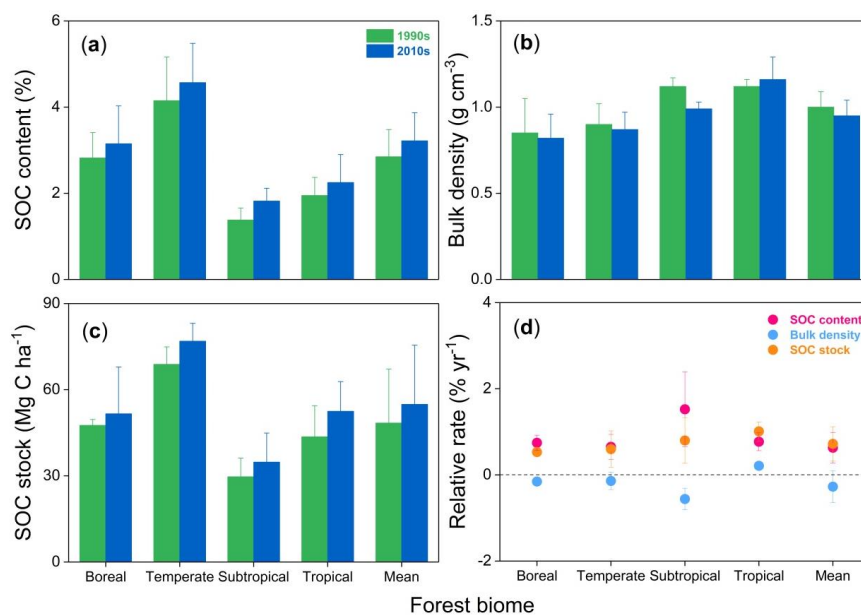 (a)
1990s
2010s
SOC content (%)
6
4
2
0
(b)
Bulk density (g cm⁻³)
1.5
1.0
0.5
0.0
(c)
SOC stock (Mg C ha⁻¹)
90
60
30
0
Boreal Temperate Subtropical Tropical Mean
(d)
SOC content
Bulk density
SOC stock
Relative rate (% yr⁻¹)
4
2
0
-2
Boreal Temperate Subtropical Tropical Mean
Forest biome